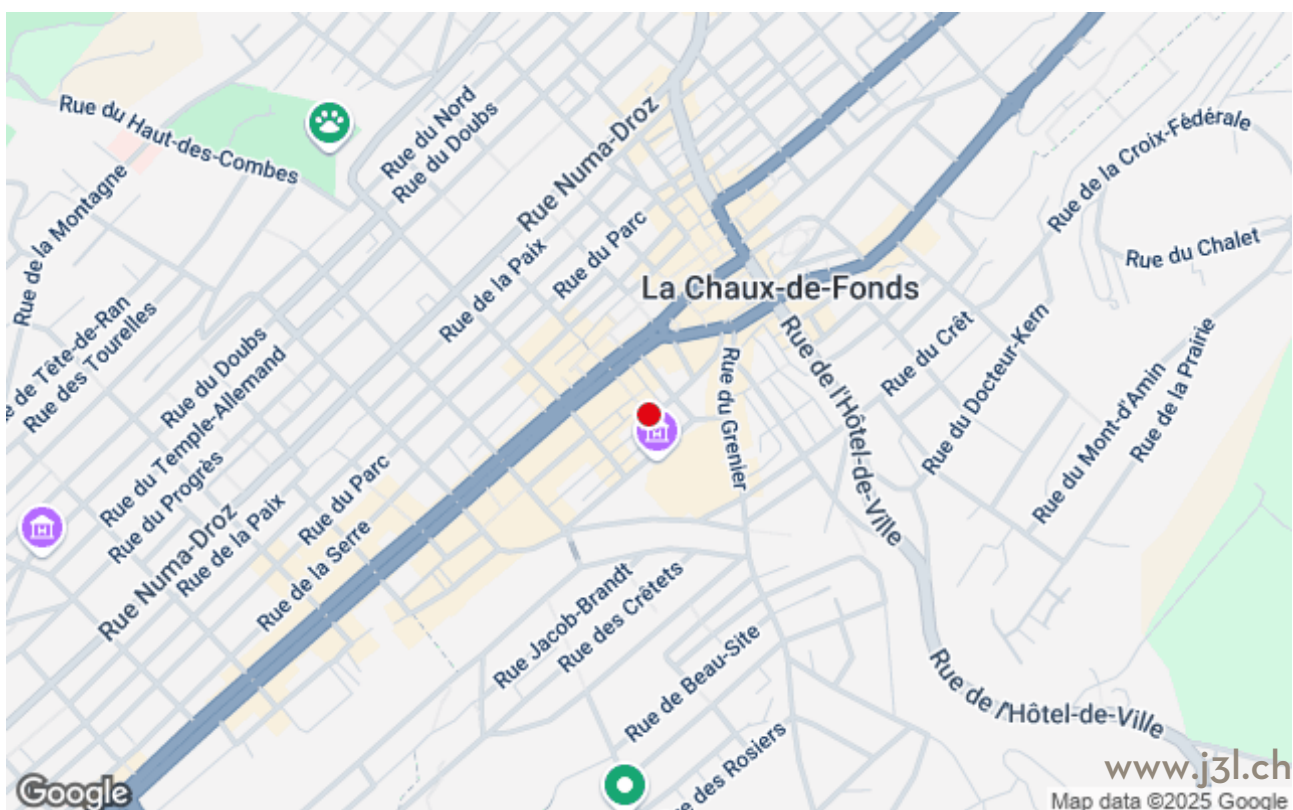 Rue du Haut-des-Combes
Rue du Nord
Rue du Doubs
Rue Numa-Droz
Rue de la Croix-Fédérale
Rue de la Montagne
Rue du Parc
Rue de la Paix
Rue du Chalet
La Chaux-de-Fonds
e de Tête-de-Ran
Rue des Tourelles
Rue du Doubs
Rue du Temple-Allemand
Rue du Progrès
Rue Numa-Droz
Rue de la Paix
Rue du Parc
Rue de la Serre
Rue du Grenier
Rue de l'Hôtel-de-Ville
Rue du Crêt
Rue du Docteur-Kern
Rue du Mont-d'Amin
Rue de la Prairie
Rue Jacob-Brandt
Rue des Crêtets
Rue de Beau-Site
e des Rosiers
Rue de l'Hôtel-de-Ville
www.j3l.ch
Google
Map data ©2025 Google